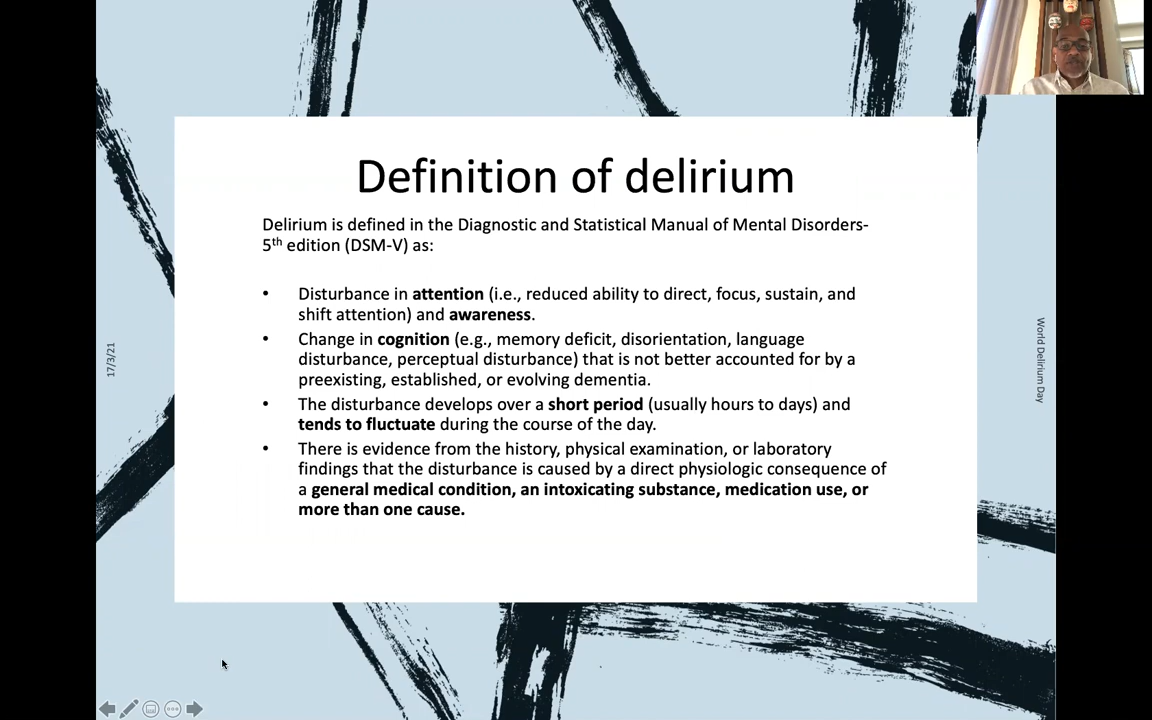 Definition of delirium
Delirium is defined in the Diagnostic and Statistical Manual of Mental Disorders-
5th edition (DSM-V) as:
• Disturbance in attention (i.e., reduced ability to direct, focus, sustain, and
shift attention) and awareness.
• Change in cognition (e.g., memory deficit, disorientation, language
disturbance, perceptual disturbance) that is not better accounted for by a
preexisting, established, or evolving dementia.
• The disturbance develops over a short period (usually hours to days) and
tends to fluctuate during the course of the day.
• There is evidence from the history, physical examination, or laboratory
findings that the disturbance is caused by a direct physiologic consequence of
a general medical condition, an intoxicating substance, medication use, or
more than one cause.
17/3/21
World Delirium Day